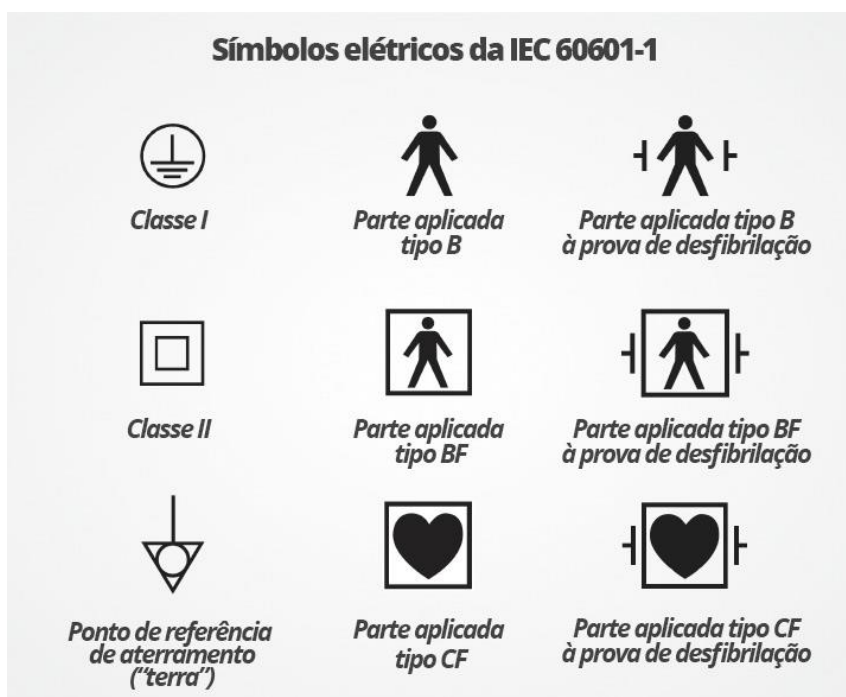 Símbolos elétricos da IEC 60601-1
Classe I
Parte aplicada
tipo B
Parte aplicada tipo B
à prova de desfibrilação
Classe II
Parte aplicada
tipo BF
Parte aplicada tipo BF
à prova de desfibrilação
Ponto de referência
de aterramento
("terra")
Parte aplicada
tipo CF
Parte aplicada tipo CF
à prova de desfibrilação